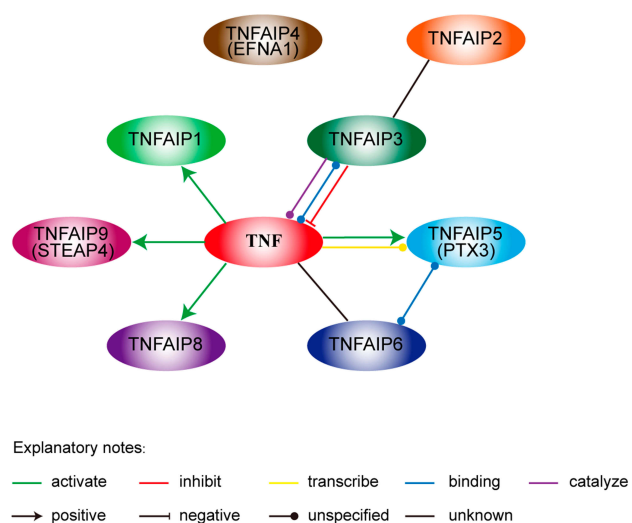 TNFAIP4
(EFNA1)
TNFAIP2
TNFAIP1
TNFAIP3
TNFAIP9
(STEAP4)
TNF
TNFAIP5
(PTX3)
TNFAIP8
TNFAIP6
Explanatory notes:
activate
inhibit
transcribe
binding
catalyze
positive
negative
unspecified
unknown